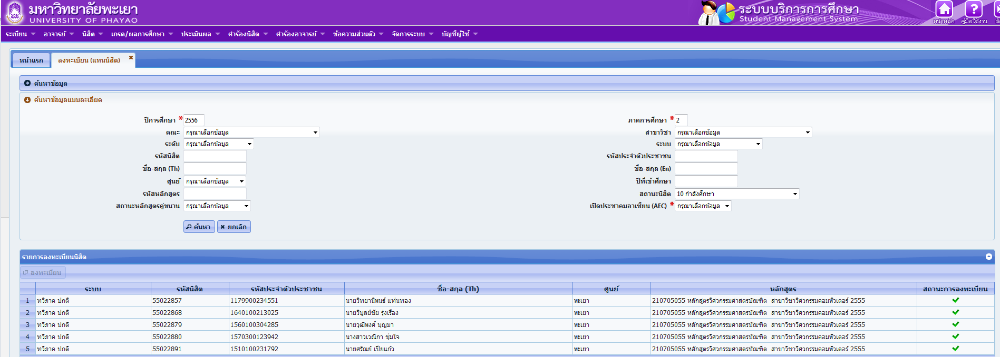 มหาวิทยาลัยพะเยา
UNIVERSITY OF PHAYAO
ระบบบริการการศึกษา
Student Management System
หน้าหลัก คู่มือใช้งาน
ระเบียน อาจารย์ นิสิต เกรด/ผลการศึกษา ประเมินผล คำร้องนิสิต คำร้องอาจารย์ ข้อความส่วนตัว จัดการระบบ บัญชีผู้ใช้
หน้าแรก ลงทะเบียน (แทนนิสิต)
ค้นหาข้อมูล
ค้นหาข้อมูลแบบละเอียด
ปีการศึกษา * 2556 ภาคการศึกษา * 2
คณะ กรุณาเลือกข้อมูล สาขาวิชา กรุณาเลือกข้อมูล
ระดับ กรุณาเลือกข้อมูล ระบบ กรุณาเลือกข้อมูล
รหัสนิสิต รหัสประจำตัวประชาชน
ชื่อ-สกุล (Th) ชื่อ-สกุล (En)
ศูนย์ กรุณาเลือกข้อมูล ปีที่เข้าศึกษา
รหัสหลักสูตร สถานะนิสิต 10 กำลังศึกษา
สถานะหลักสูตรคู่ขนาน กรุณาเลือกข้อมูล เปิดประชาคมอาเซียน (AEC) * กรุณาเลือกข้อมูล
ค้นหา ยกเลิก
รายการลงทะเบียนนิสิต
ลงทะเบียน
ระบบ รหัสนิสิต รหัสประจำตัวประชาชน ชื่อ-สกุล (Th) ศูนย์ หลักสูตร สถานะการลงทะเบียน
1 ทวิภาค ปกติ 55022857 1179900234551 นายวิทยานิพนธ์ แท่นทอง พะเยา 210705055 หลักสูตรวิศวกรรมศาสตรบัณฑิต สาขาวิชาวิศวกรรมคอมพิวเตอร์ 2555
2 ทวิภาค ปกติ 55022868 1640100213025 นายวิบูลย์ชัย รุ่งเรือง พะเยา 210705055 หลักสูตรวิศวกรรมศาสตรบัณฑิต สาขาวิชาวิศวกรรมคอมพิวเตอร์ 2555
3 ทวิภาค ปกติ 55022879 1560100304285 นายวุฒิพงศ์ บุญมา พะเยา 210705055 หลักสูตรวิศวกรรมศาสตรบัณฑิต สาขาวิชาวิศวกรรมคอมพิวเตอร์ 2555
4 ทวิภาค ปกติ 55022880 1570300123942 นางสาวเวณิกา ชุ่มใจ พะเยา 210705055 หลักสูตรวิศวกรรมศาสตรบัณฑิต สาขาวิชาวิศวกรรมคอมพิวเตอร์ 2555
5 ทวิภาค ปกติ 55022891 1510100231792 นายศรัณย์ เปียแก้ว พะเยา 210705055 หลักสูตรวิศวกรรมศาสตรบัณฑิต สาขาวิชาวิศวกรรมคอมพิวเตอร์ 2555